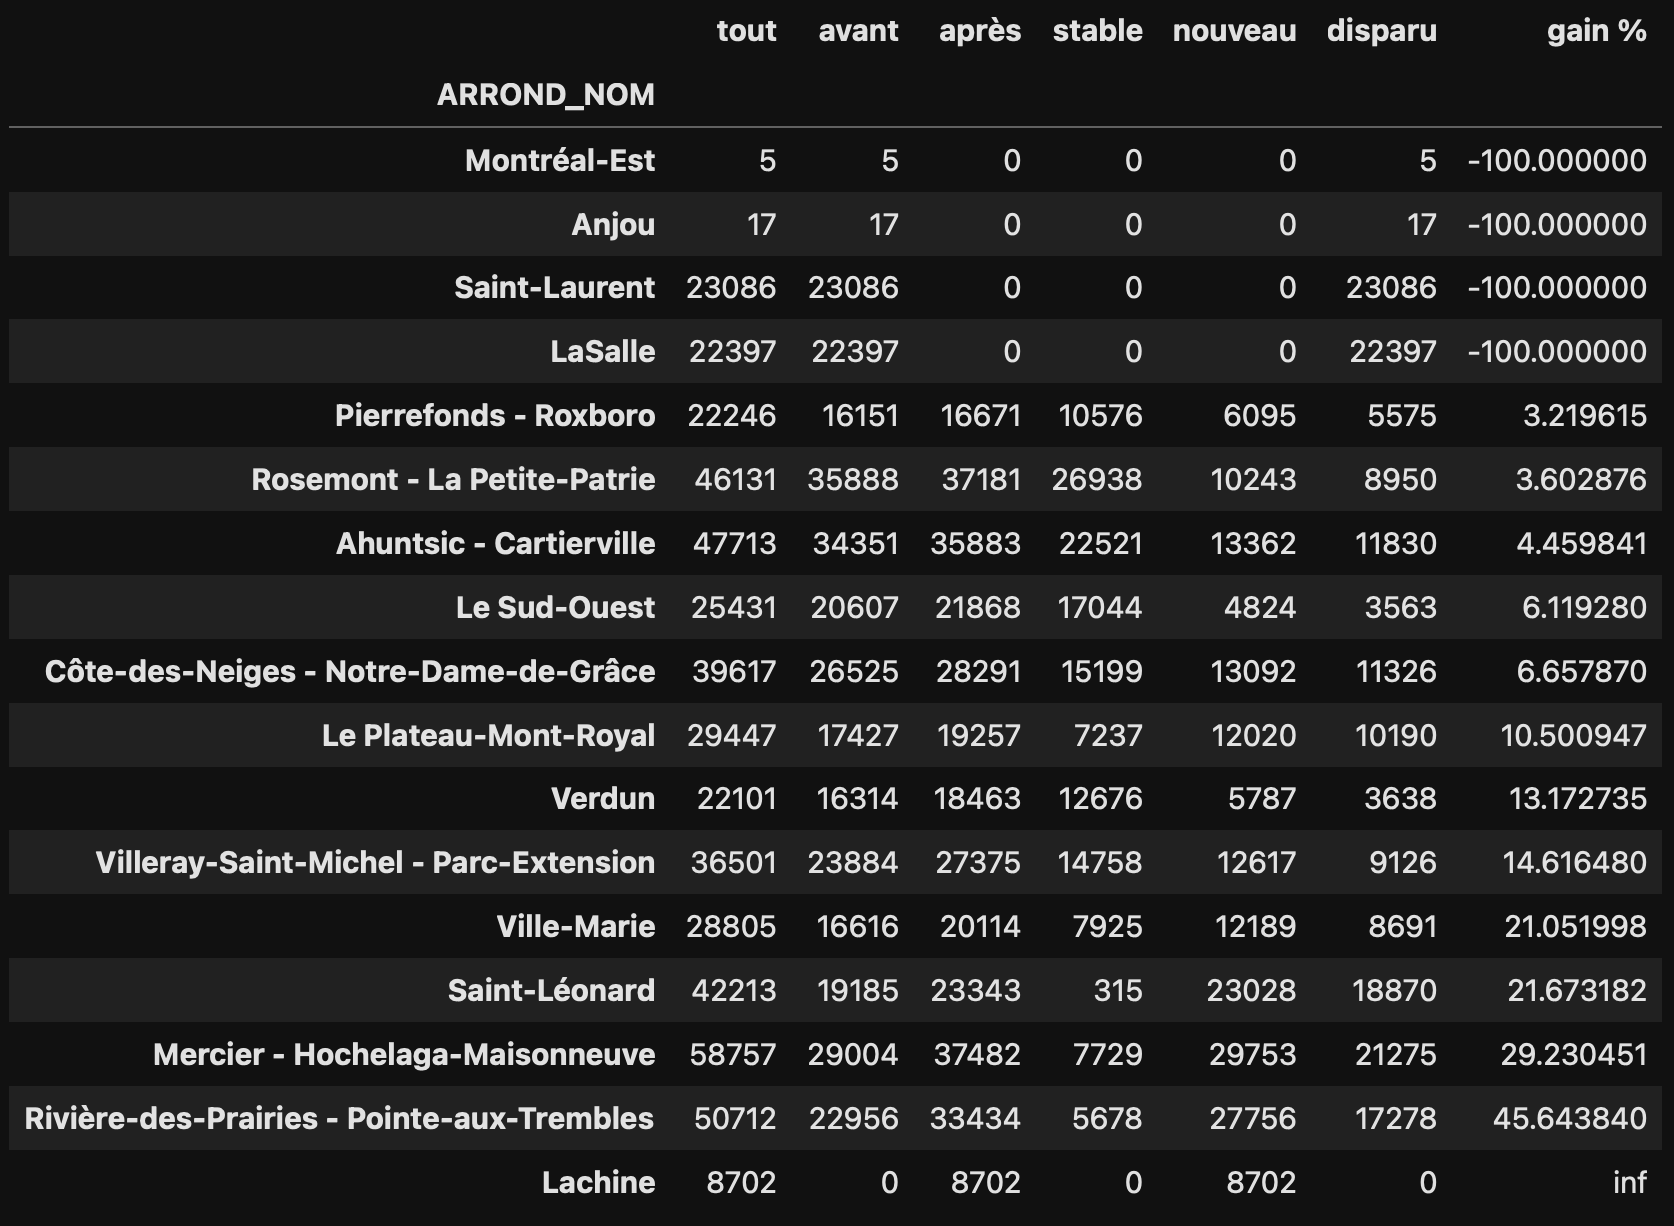 tout avant après stable nouveau disparu gain %
ARROND_NOM
Montréal-Est 5 5 0 0 0 5 -100.000000
Anjou 17 17 0 0 0 17 -100.000000
Saint-Laurent 23086 23086 0 0 0 23086 -100.000000
LaSalle 22397 22397 0 0 0 22397 -100.000000
Pierrefonds - Roxboro 22246 16151 16671 10576 6095 5575 3.219615
Rosemont - La Petite-Patrie 46131 35888 37181 26938 10243 8950 3.602876
Ahuntsic - Cartierville 47713 34351 35883 22521 13362 11830 4.459841
Le Sud-Ouest 25431 20607 21868 17044 4824 3563 6.119280
Côte-des-Neiges - Notre-Dame-de-Grâce 39617 26525 28291 15199 13092 11326 6.657870
Le Plateau-Mont-Royal 29447 17427 19257 7237 12020 10190 10.500947
Verdun 22101 16314 18463 12676 5787 3638 13.172735
Villeray-Saint-Michel - Parc-Extension 36501 23884 27375 14758 12617 9126 14.616480
Ville-Marie 28805 16616 20114 7925 12189 8691 21.051998
Saint-Léonard 42213 19185 23343 315 23028 18870 21.673182
Mercier - Hochelaga-Maisonneuve 58757 29004 37482 7729 29753 21275 29.230451
Rivière-des-Prairies - Pointe-aux-Trembles 50712 22956 33434 5678 27756 17278 45.643840
Lachine 8702 0 8702 0 8702 0 inf